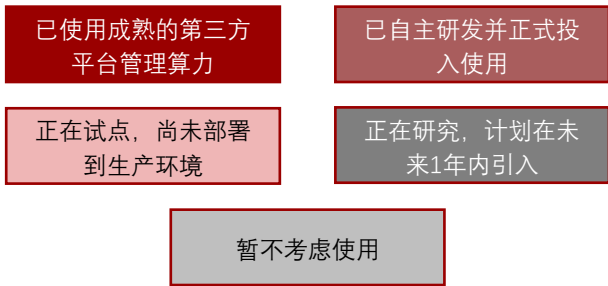 已使用成熟的第三方
平台管理算力
已自主研发并正式投
入使用
正在试点，尚未部署
到生产环境
正在研究，计划在未
来1年内引入
暂不考虑使用